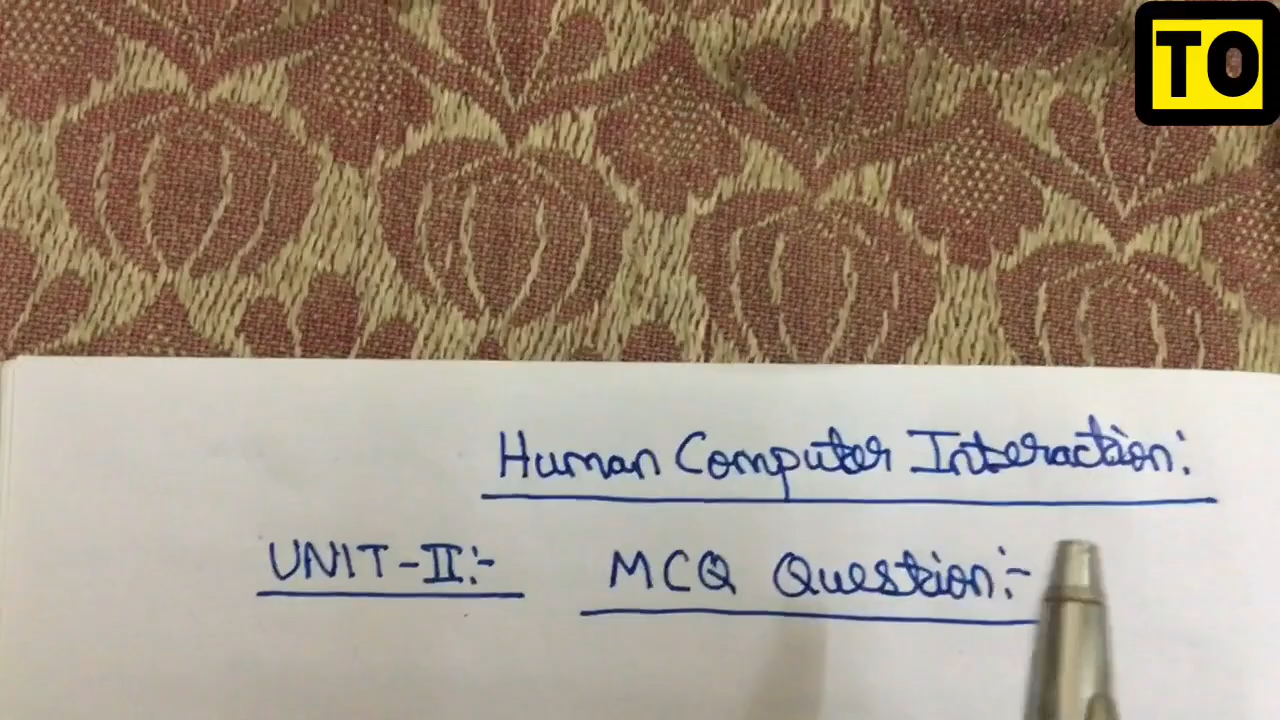 TO
Human Computer Interaction:
UNIT-II:- MCQ Question:-